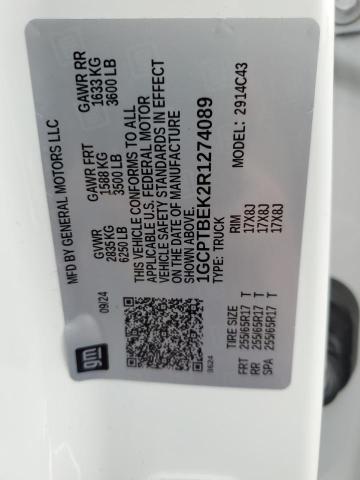 MFD BY GENERAL MOTORS LLC
GVWR
2835 KG
6250 LB
GAWR FRT
1588 KG
3500 LB
GAWR RR
1633 KG
3600 LB
09/24
THIS VEHICLE CONFORMS TO ALL
APPLICABLE U.S. FEDERAL MOTOR
VEHICLE SAFETY STANDARDS IN EFFECT
ON THE DATE OF MANUFACTURE
SHOWN ABOVE.
1GCPTBEK2R1274089
TYPE: TRUCK
MODEL: 2914C43
gm
TIRE SIZE RIM
FRT 255/65R17 T 17X8J
RR 255/65R17 T 17X8J
SPA 255/65R17 T 17X8J